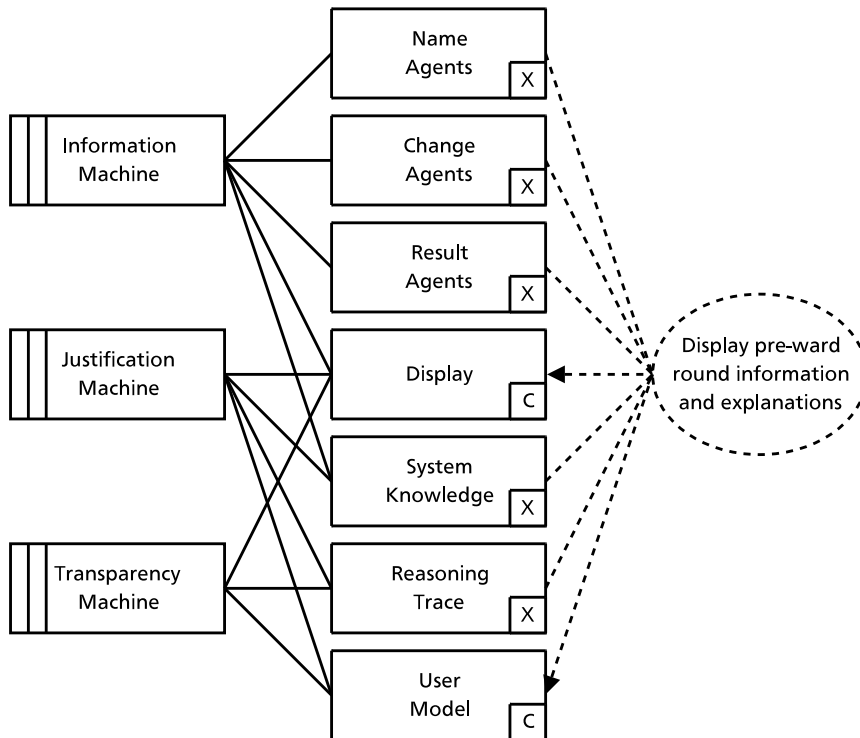 Name
Agents
X
Information
Machine
Change
Agents
X
Result
Agents
X
Justification
Machine
Display
C
Display pre-ward
round information
and explanations
System
Knowledge
X
Transparency
Machine
Reasoning
Trace
X
User
Model
C